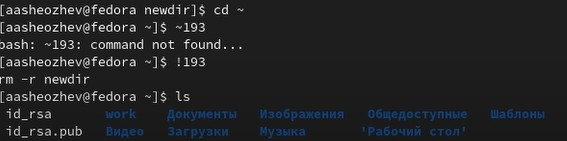 [aasheozhev@fedora newdir]$ cd ~
[aasheozhev@fedora ~]$ ~193
bash: ~193: command not found...
[aasheozhev@fedora ~]$ !193
rm -r newdir
[aasheozhev@fedora ~]$ ls
id_rsa work Документы Изображения Общедоступные Шаблоны
id_rsa.pub Видео Загрузки Музыка 'Рабочий стол'